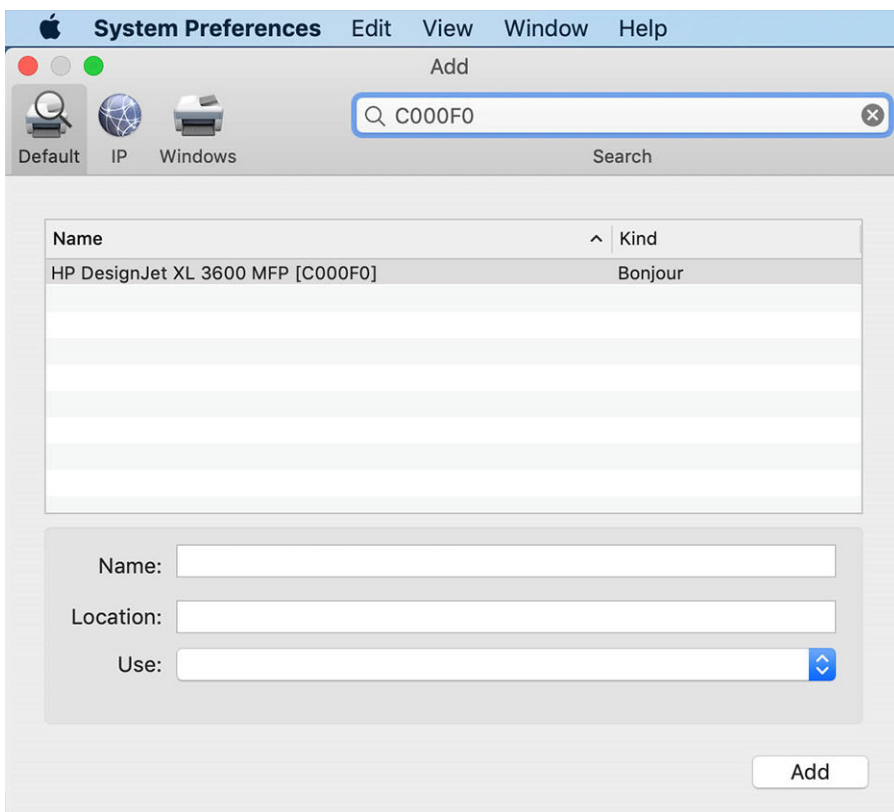 System Preferences Edit View Window Help
Add
C000F0
Default IP Windows Search
Name Kind
HP DesignJet XL 3600 MFP [C000F0] Bonjour
Name:
Location:
Use:
Add